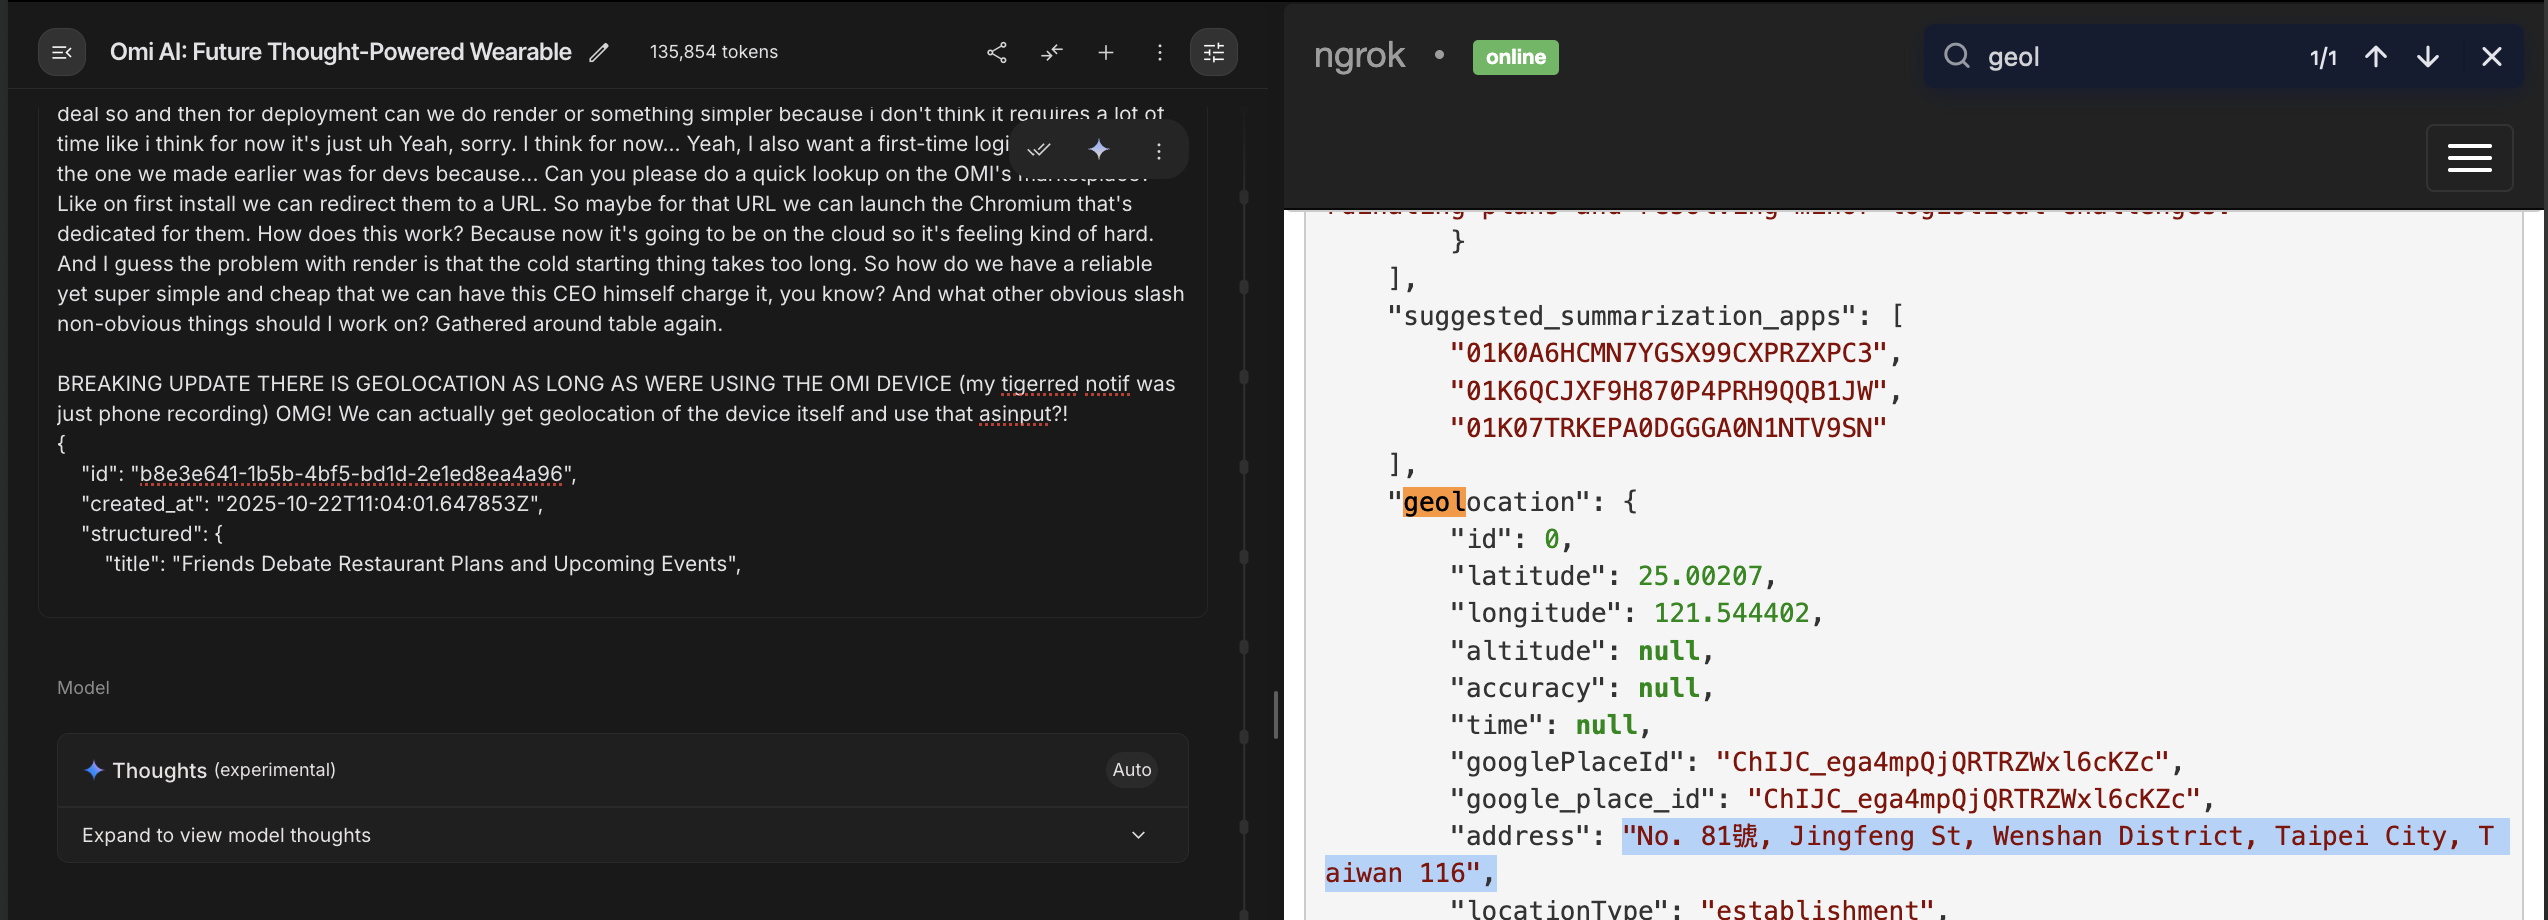 Omi AI: Future Thought-Powered Wearable
135,854 tokens
deal so and then for deployment can we do render or something simpler because i don't think it requires a lot of
time like i think for now it's just uh Yeah, sorry. I think for now... Yeah, I also want a first-time logi
the one we made earlier was for devs because... Can you please do a quick lookup on the OMI's marketplace?
Like on first install we can redirect them to a URL. So maybe for that URL we can launch the Chromium that's
dedicated for them. How does this work? Because now it's going to be on the cloud so it's feeling kind of hard.
And I guess the problem with render is that the cold starting thing takes too long. So how do we have a reliable
yet super simple and cheap that we can have this CEO himself charge it, you know? And what other obvious slash
non-obvious things should I work on? Gathered around table again.
BREAKING UPDATE THERE IS GEOLOCATION AS LONG AS WERE USING THE OMI DEVICE (my tigerred notif was
just phone recording) OMG! We can actually get geolocation of the device itself and use that asinput?!
{
"id": "b8e3e641-1b5b-4bf5-bd1d-2e1ed8ea4a96",
"created_at": "2025-10-22T11:04:01.647853Z",
"structured": {
"title": "Friends Debate Restaurant Plans and Upcoming Events",
Model
Thoughts (experimental)
Auto
Expand to view model thoughts
ngrok • online
geol
1/1
rdinating plans and resolving minor logistical challenges.
}
],
"suggested_summarization_apps": [
"01K0A6HCMN7YGSX99CXPRZXPC3",
"01K6QCJXF9H870P4PRH9QQB1JW",
"01K07TRKEPA0DGGGA0N1NTV9SN"
],
"geolocation": {
"id": 0,
"latitude": 25.00207,
"longitude": 121.544402,
"altitude": null,
"accuracy": null,
"time": null,
"googlePlaceId": "ChIJC_ega4mpQjQRTRZWxl6cKZc",
"google_place_id": "ChIJC_ega4mpQjQRTRZWxl6cKZc",
"address": "No. 81號, Jingfeng St, Wenshan District, Taipei City, T
aiwan 116",
"locationType": "establishment",